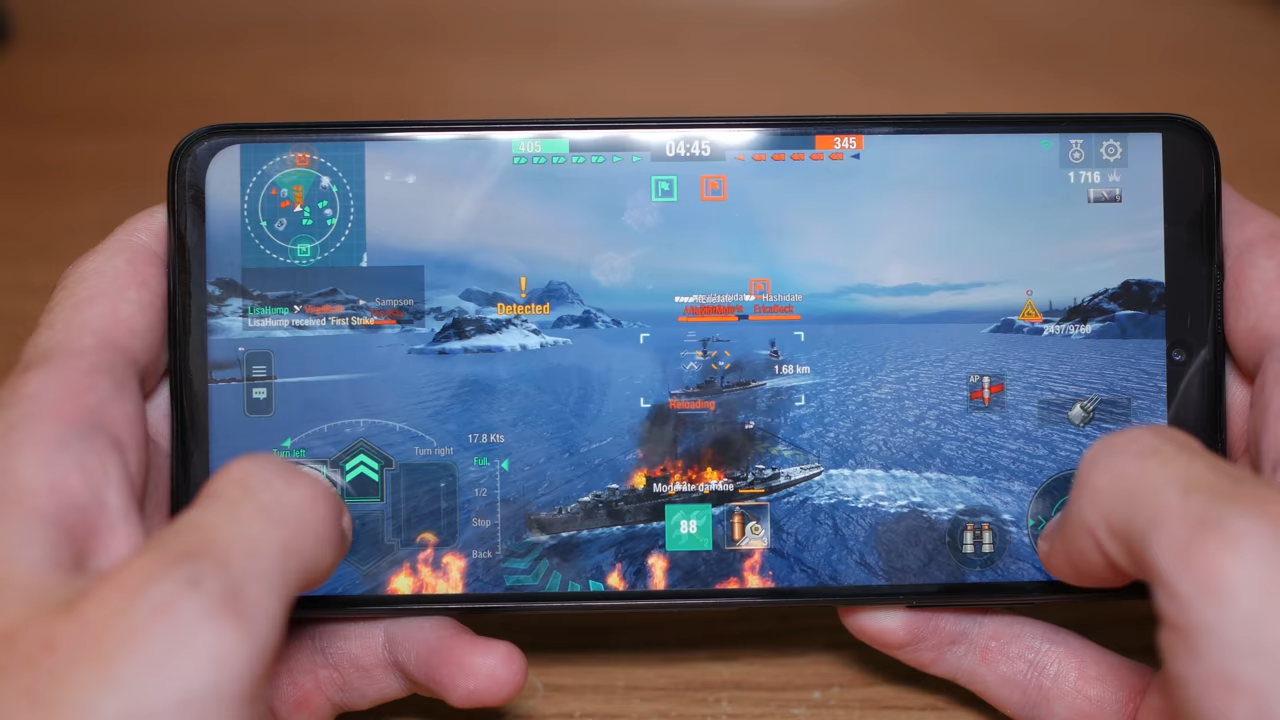 405
04:45
345
1 716
Sampson
LisaHump
LisaHump received "First Strike"
!
Detected
Hashidate
EricaBeck
2437/9760
1.68 km
Reloading
AP
17.8 Kts
Turn left
Turn right
Full
1/2
Stop
Back
Moderate damage
88